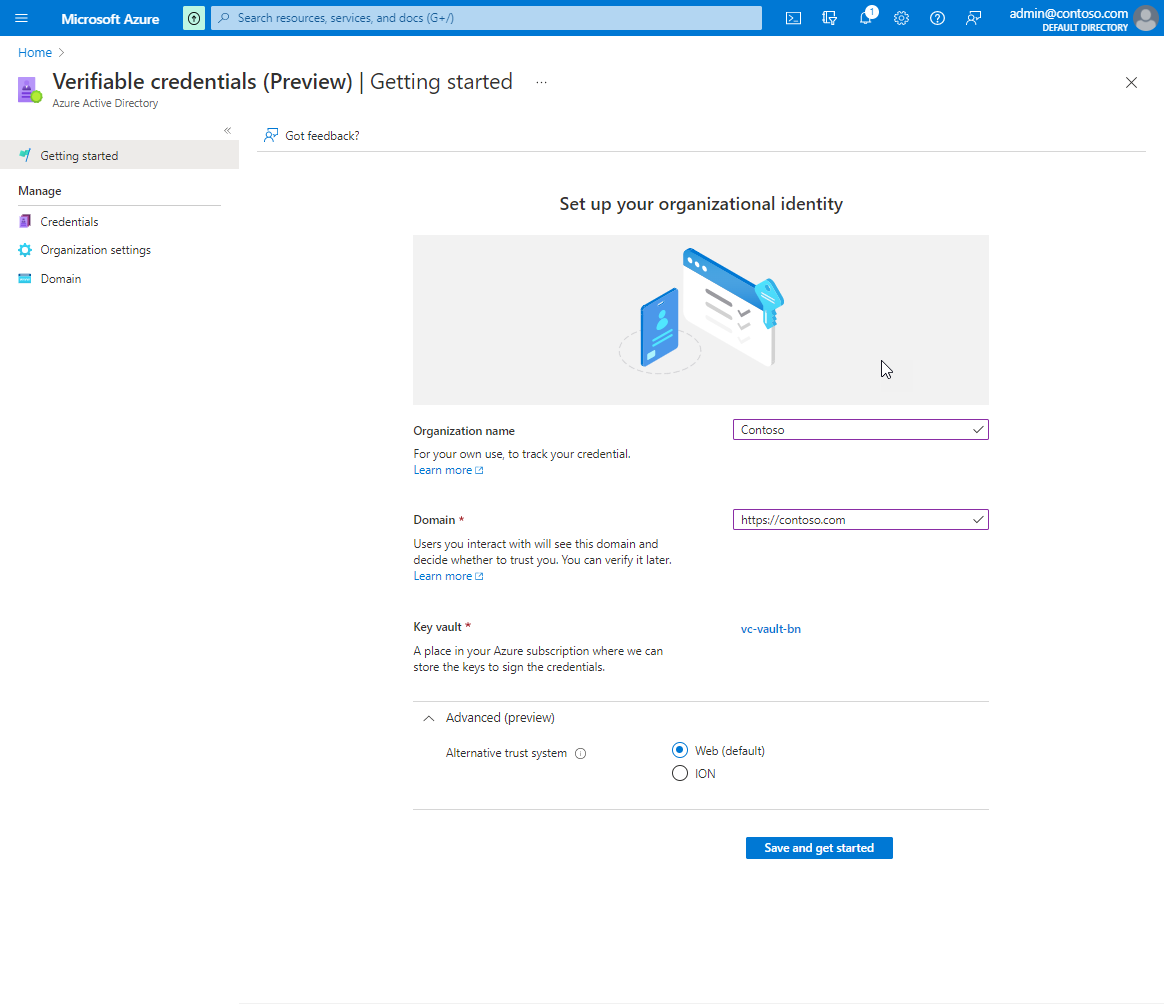 Microsoft Azure
Search resources, services, and docs (G+/)
1
admin@contoso.com
DEFAULT DIRECTORY
Home
Verifiable credentials (Preview) | Getting started
...
Azure Active Directory
«
Got feedback?
Getting started
Manage
Credentials
Organization settings
Domain
Set up your organizational identity
Organization name
Contoso
For your own use, to track your credential.
Learn more
Domain *
https://contoso.com
Users you interact with will see this domain and
decide whether to trust you. You can verify it later.
Learn more
Key vault *
vc-vault-bn
A place in your Azure subscription where we can
store the keys to sign the credentials.
Advanced (preview)
Alternative trust system
Web (default)
ION
Save and get started